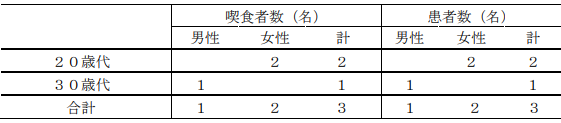 喫食者数（名） 患者数（名）
男性 女性 計 男性 女性 計
２０歳代 2 2 2 2
３０歳代 1 1 1 1
合計 1 2 3 1 2 3